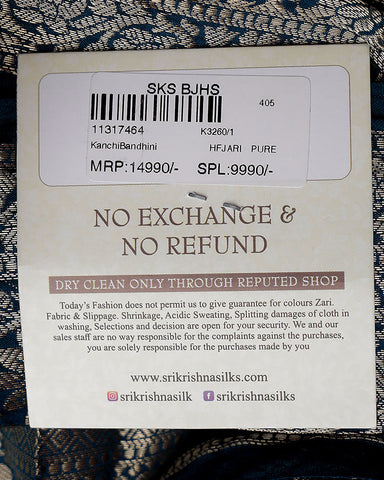 SKS BJHS
405
11317464 K3260/1
KanchiBandhini HFJARI PURE
MRP:14990/- SPL:9990/-
NO EXCHANGE &
NO REFUND
DRY CLEAN ONLY THROUGH REPUTED SHOP
Today's Fashion does not permit us to give guarantee for colours Zari.
Fabric & Slippage. Shrinkage, Acidic Sweating, Splitting damages of cloth in
washing, Selections and decision are open for your security. We and our
sales staff are no way responsible for the complaints against the purchases,
you are solely responsible for the purchases made by you
www.srikrishnasilks.com
srikrishnasilk srikrishnasilks